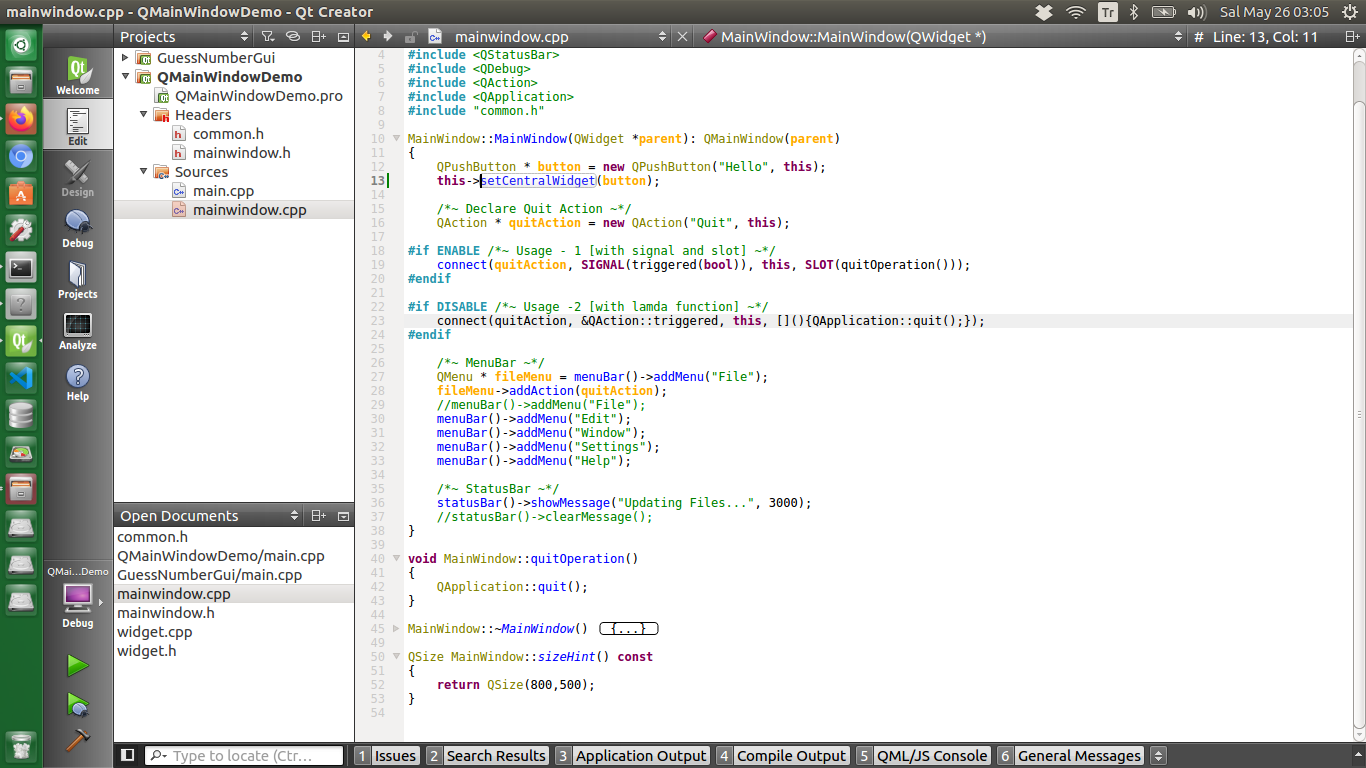 mainwindow.cpp - QMainWindowDemo - Qt Creator
Tr
Sal May 26 03:05
Projects
mainwindow.cpp
MainWindow::MainWindow(QWidget *)
# Line: 13, Col: 11
Welcome
Edit
Design
Debug
Projects
Analyze
Help
QMai...Demo
Debug
GuessNumberGui
QMainWindowDemo
QMainWindowDemo.pro
Headers
common.h
mainwindow.h
Sources
main.cpp
mainwindow.cpp
Open Documents
common.h
QMainWindowDemo/main.cpp
GuessNumberGui/main.cpp
mainwindow.cpp
mainwindow.h
widget.cpp
widget.h
4 #include <QStatusBar>
5 #include <QDebug>
6 #include <QAction>
7 #include <QApplication>
8 #include "common.h"
9
10 MainWindow::MainWindow(QWidget *parent): QMainWindow(parent)
11 {
12 QPushButton * button = new QPushButton("Hello", this);
13 this->setCentralWidget(button);
14
15 /*~ Declare Quit Action ~*/
16 QAction * quitAction = new QAction("Quit", this);
17
18 #if ENABLE /*~ Usage - 1 [with signal and slot] ~*/
19 connect(quitAction, SIGNAL(triggered(bool)), this, SLOT(quitOperation()));
20 #endif
21
22 #if DISABLE /*~ Usage -2 [with lamda function] ~*/
23 connect(quitAction, &QAction::triggered, this, [](){QApplication::quit();});
24 #endif
25
26 /*~ MenuBar ~*/
27 QMenu * fileMenu = menuBar()->addMenu("File");
28 fileMenu->addAction(quitAction);
29 //menuBar()->addMenu("File");
30 menuBar()->addMenu("Edit");
31 menuBar()->addMenu("Window");
32 menuBar()->addMenu("Settings");
33 menuBar()->addMenu("Help");
34
35 /*~ StatusBar ~*/
36 statusBar()->showMessage("Updating Files...", 3000);
37 //statusBar()->clearMessage();
38 }
39
40 void MainWindow::quitOperation()
41 {
42 QApplication::quit();
43 }
44
45 MainWindow::~MainWindow() {...}
49
50 QSize MainWindow::sizeHint() const
51 {
52 return QSize(800,500);
53 }
54
Type to locate (Ctr...
1 Issues
2 Search Results
3 Application Output
4 Compile Output
5 QML/JS Console
6 General Messages